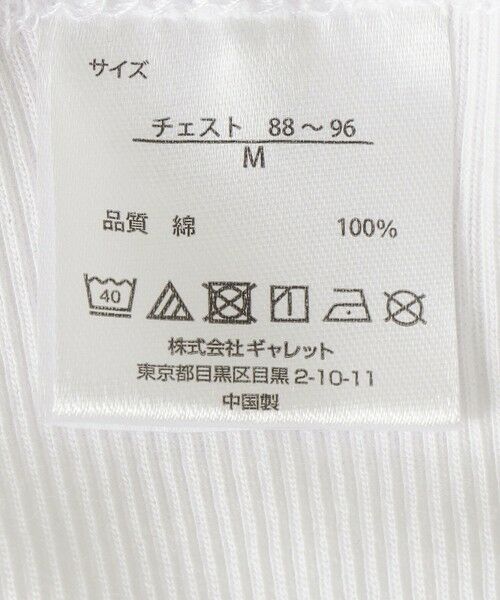 サイズ
チェスト 88～96
M
品質 綿 100%
40
株式会社ギャレット
東京都目黒区目黒2-10-11
中国製